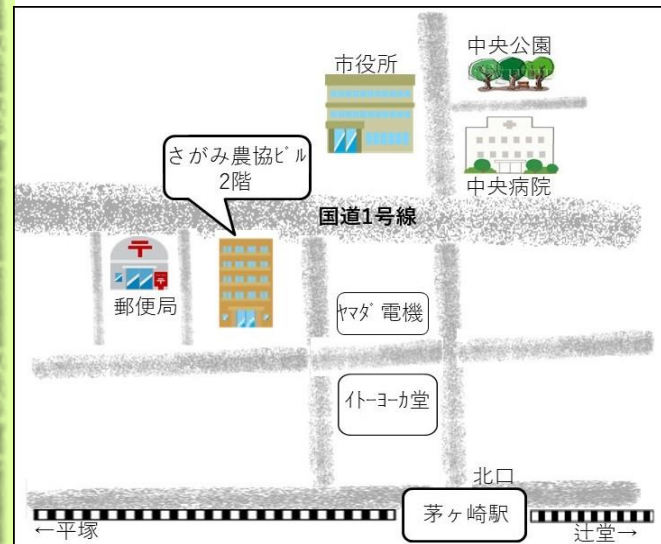 市役所
中央公園
さがみ農協ﾋﾞﾙ
2階
中央病院
国道1号線
〒
〒
郵便局
ﾔﾏﾀﾞ電機
ｲﾄｰﾖｰｶ堂
北口
茅ヶ崎駅
←平塚
辻堂→